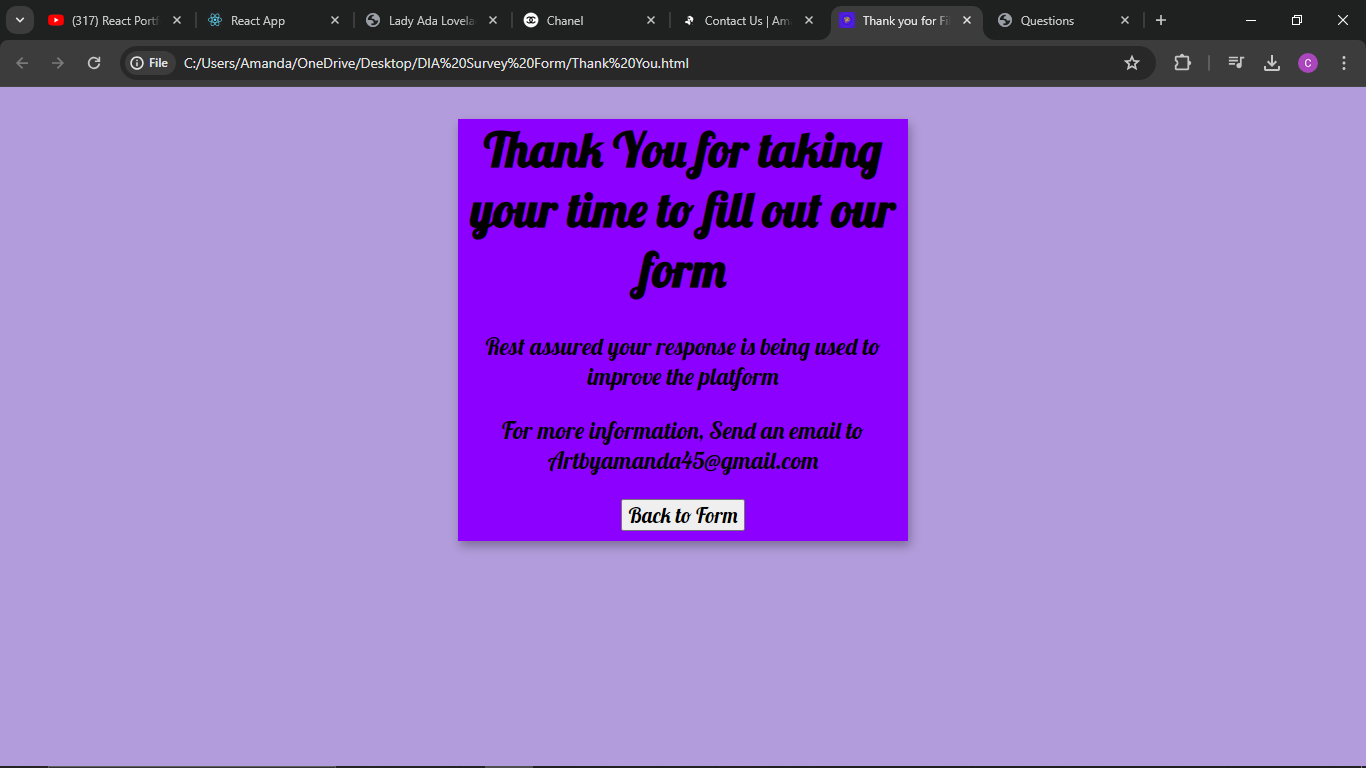 (317) React Portf
React App
Lady Ada Lovela
Chanel
Contact Us | Am
Thank you for Fi
Questions
File
C:/Users/Amanda/OneDrive/Desktop/DIA%20Survey%20Form/Thank%20You.html
C
Thank You for taking
your time to fill out our
form
Rest assured your response is being used to
improve the platform
For more information, Send an email to
Artbyamanda45@gmail.com
Back to Form